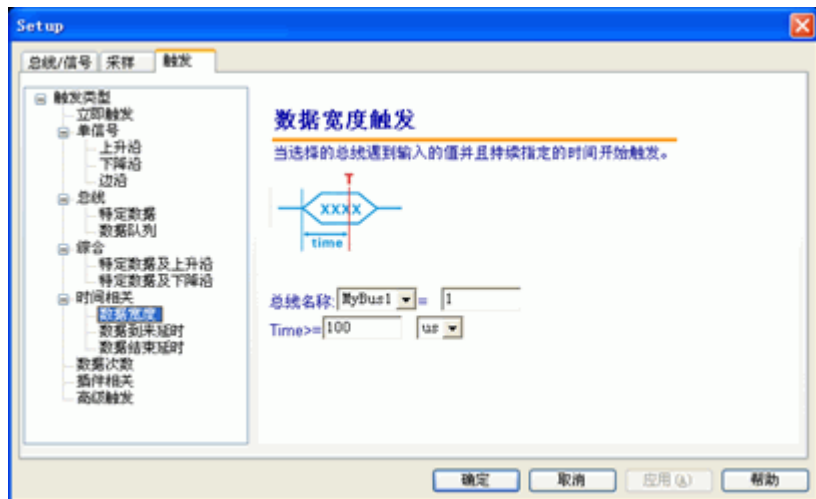 Setup
总线/信号 采样 触发
触发类型
立即触发
单信号
上升沿
下降沿
边沿
总线
特定数据
数据队列
综合
特定数据及上升沿
特定数据及下降沿
时间相关
数据宽度
数据到来延时
数据结束延时
数据次数
插件相关
高级触发
数据宽度触发
当选择的总线遇到输入的值并且持续指定的时间开始触发。
T
XXXX
time
总线名称: MyBus1 = 1
Time>= 100 us
确定 取消 应用(A) 帮助